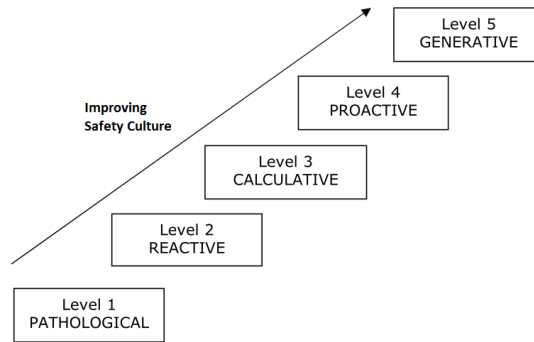 Level 5
GENERATIVE
Level 4
PROACTIVE
Improving
Safety Culture
Level 3
CALCULATIVE
Level 2
REACTIVE
Level 1
PATHOLOGICAL